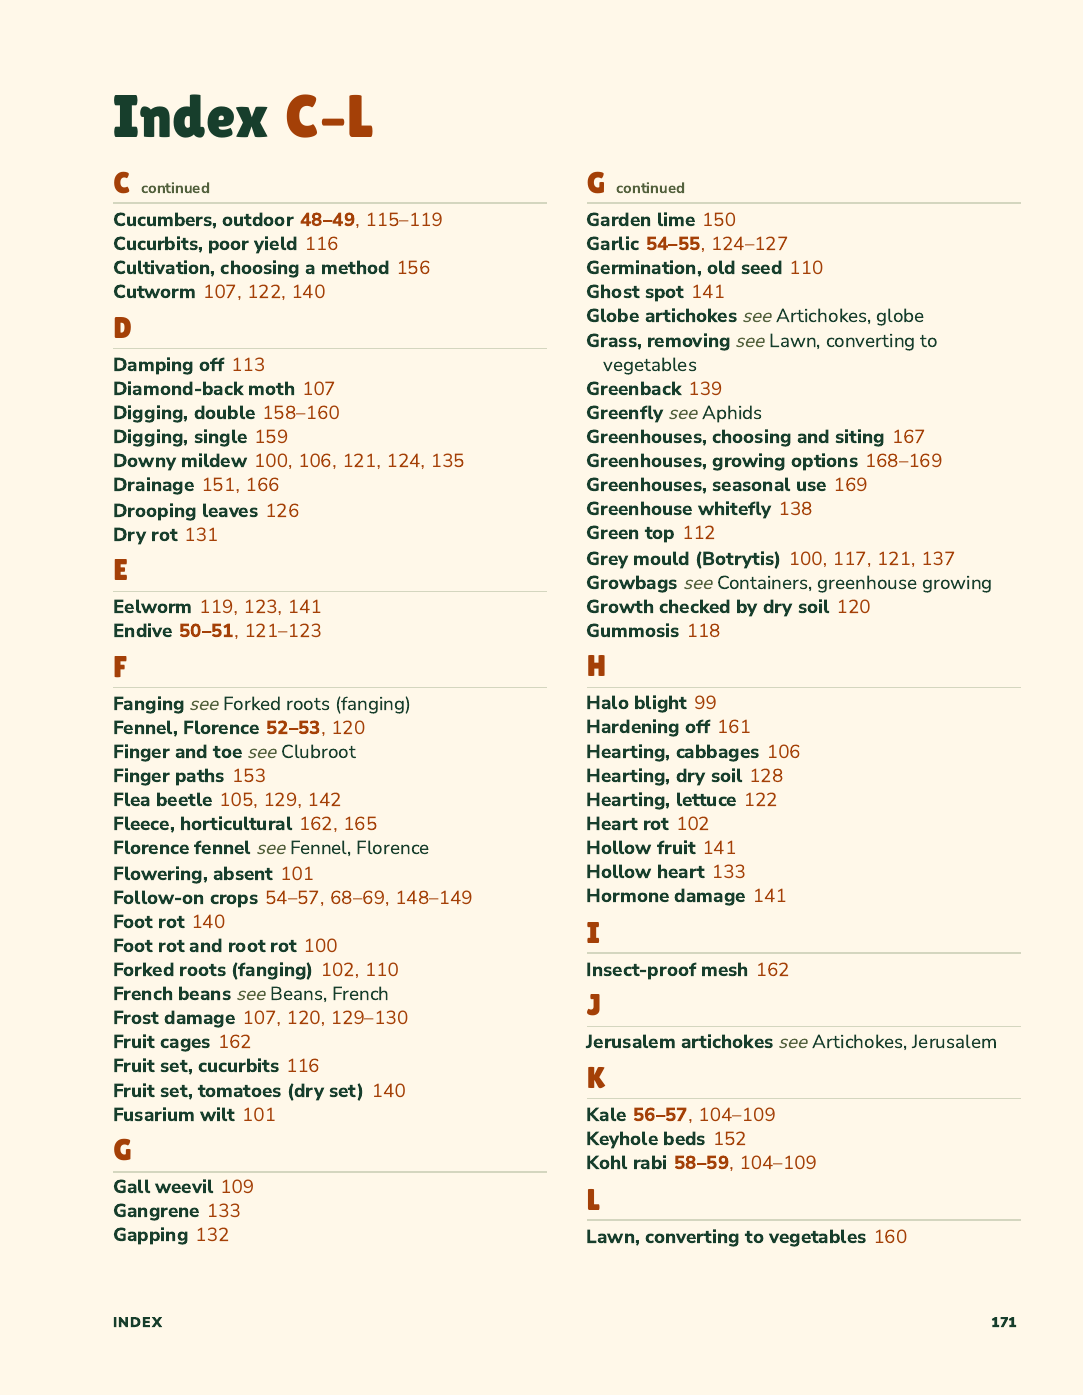 Index C–L
C continued
Cucumbers, outdoor 48–49, 115–119
Cucurbits, poor yield 116
Cultivation, choosing a method 156
Cutworm 107, 122, 140
D
Damping off 113
Diamond-back moth 107
Digging, double 158–160
Digging, single 159
Downy mildew 100, 106, 121, 124, 135
Drainage 151, 166
Drooping leaves 126
Dry rot 131
E
Eelworm 119, 123, 141
Endive 50–51, 121–123
F
Fanging see Forked roots (fanging)
Fennel, Florence 52–53, 120
Finger and toe see Clubroot
Finger paths 153
Flea beetle 105, 129, 142
Fleece, horticultural 162, 165
Florence fennel see Fennel, Florence
Flowering, absent 101
Follow-on crops 54–57, 68–69, 148–149
Foot rot 140
Foot rot and root rot 100
Forked roots (fanging) 102, 110
French beans see Beans, French
Frost damage 107, 120, 129–130
Fruit cages 162
Fruit set, cucurbits 116
Fruit set, tomatoes (dry set) 140
Fusarium wilt 101
G
Gall weevil 109
Gangrene 133
Gapping 132
G continued
Garden lime 150
Garlic 54–55, 124–127
Germination, old seed 110
Ghost spot 141
Globe artichokes see Artichokes, globe
Grass, removing see Lawn, converting to
vegetables
Greenback 139
Greenfly see Aphids
Greenhouses, choosing and siting 167
Greenhouses, growing options 168–169
Greenhouses, seasonal use 169
Greenhouse whitefly 138
Green top 112
Grey mould (Botrytis) 100, 117, 121, 137
Growbags see Containers, greenhouse growing
Growth checked by dry soil 120
Gummosis 118
H
Halo blight 99
Hardening off 161
Hearting, cabbages 106
Hearting, dry soil 128
Hearting, lettuce 122
Heart rot 102
Hollow fruit 141
Hollow heart 133
Hormone damage 141
I
Insect-proof mesh 162
J
Jerusalem artichokes see Artichokes, Jerusalem
K
Kale 56–57, 104–109
Keyhole beds 152
Kohl rabi 58–59, 104–109
L
Lawn, converting to vegetables 160
INDEX
171